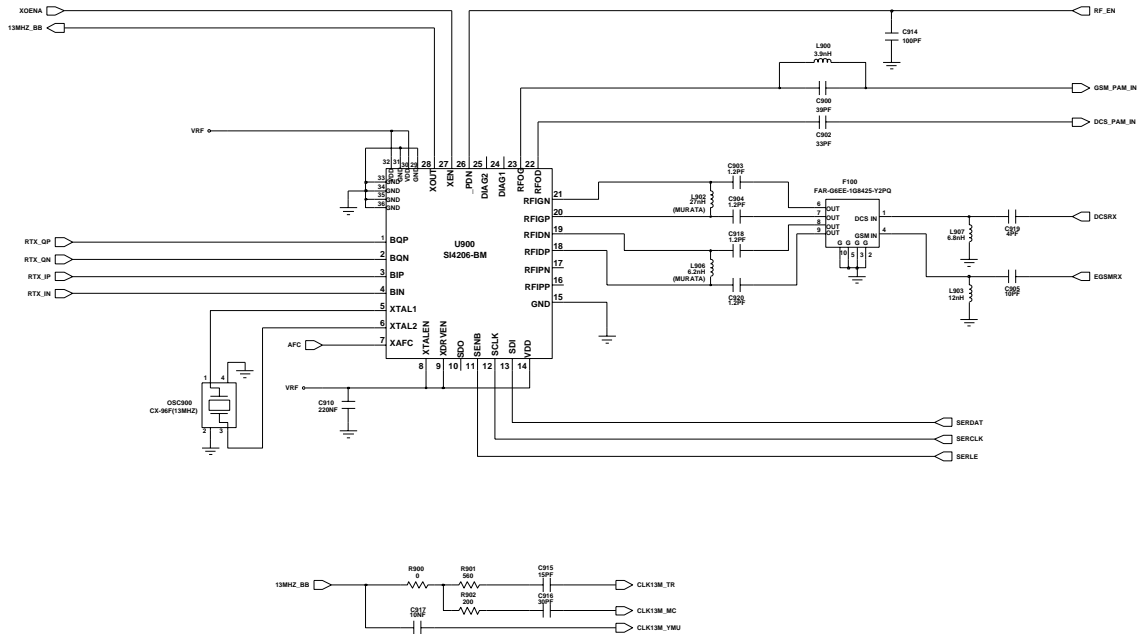 XOENA
13MHZ_BB
RF_EN
C914
100PF
L900
3.9nH
C900
39PF
GSM_PAM_IN
C902
33PF
DCS_PAM_IN
VRF
32 31 30 29 28 27 26 25 24 23 22
VDD
GND
VDD
GND
XOUT
XEN
_PDN
DIAG2
DIAG1
RFOG
RFOD
33 GND
34 GND
35 GND
36 GND
21 RFIGN
20 RFIGP
19 RFIDN
18 RFIDP
17 RFIPN
16 RFIPP
15 GND
U900
SI4206-BM
RTX_QP 1 BQP
RTX_QN 2 BQN
RTX_IP 3 BIP
RTX_IN 4 BIN
5 XTAL1
6 XTAL2
AFC 7 XAFC
XTALEN
XDRVEN
SDO
SENB
SCLK
SDI
VDD
8 9 10 11 12 13 14
C903
1.2PF
L902
27nH
(MURATA)
C904
1.2PF
C918
1.2PF
L906
6.2nH
(MURATA)
C920
1.2PF
F100
FAR-G6EE-1G8425-Y2PQ
6 OUT
7 OUT
8 OUT
9 OUT
DCS IN 1
GSM IN 4
G G G G
10 5 3 2
L907
6.8nH
C919
4PF
DCSRX
L903
12nH
C905
10PF
EGSMRX
1 4
OSC900
CX-96F(13MHZ)
2 3
VRF
C910
220NF
SERDAT
SERCLK
SERLE
13MHZ_BB
R900
0
R901
560
C915
15PF
CLK13M_TR
R902
200
C916
30PF
CLK13M_MC
C917
10NF
CLK13M_YMU